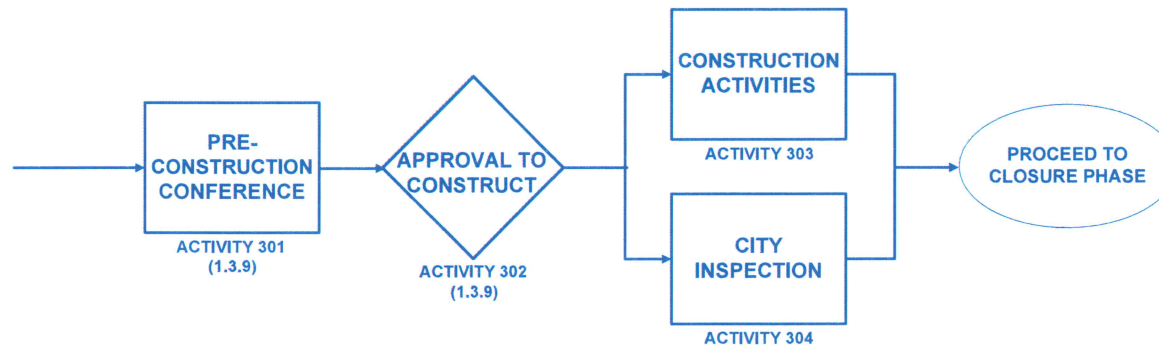 PRE-
CONSTRUCTION
CONFERENCE
ACTIVITY 301
(1.3.9)
APPROVAL TO
CONSTRUCT
ACTIVITY 302
(1.3.9)
CONSTRUCTION
ACTIVITIES
ACTIVITY 303
CITY
INSPECTION
ACTIVITY 304
PROCEED TO
CLOSURE PHASE